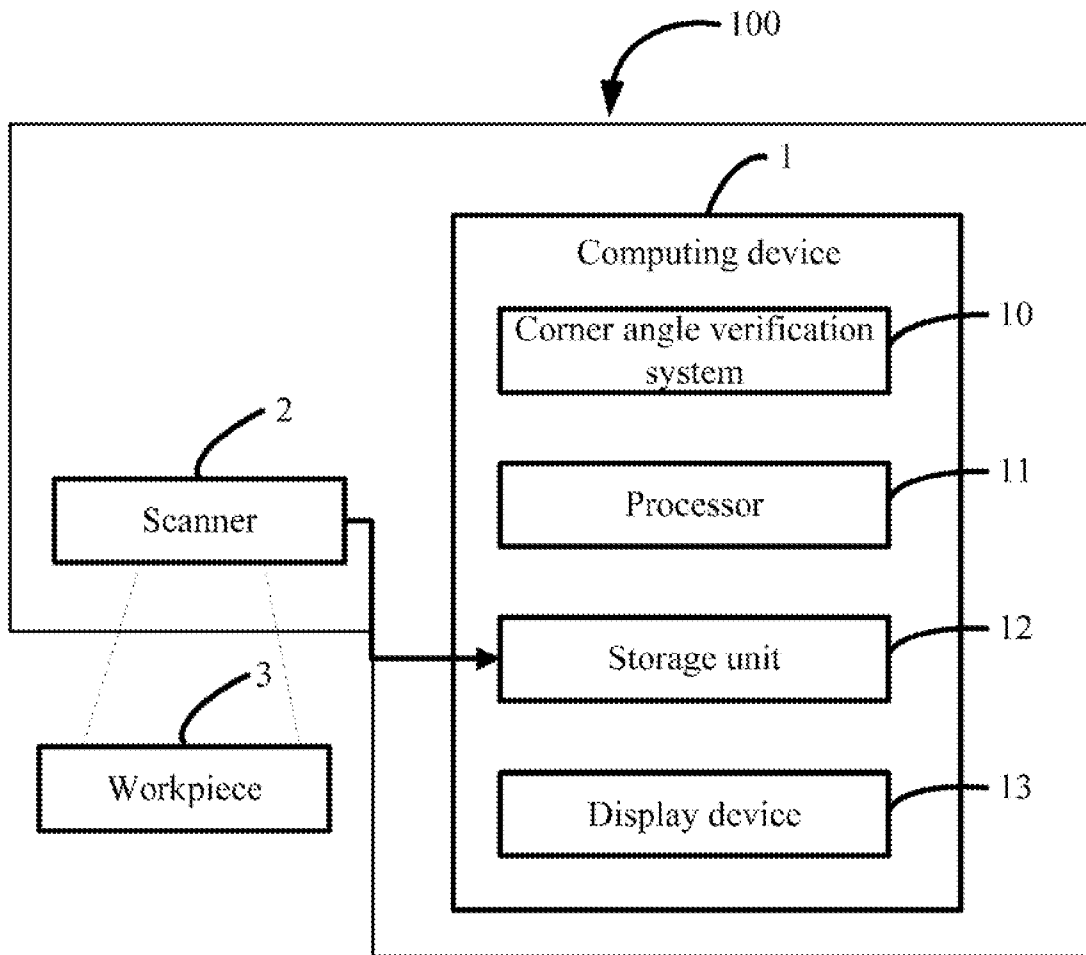 100
1
Computing device
Corner angle verification
system
10
2
Scanner
Processor
11
Storage unit
12
3
Workpiece
Display device
13